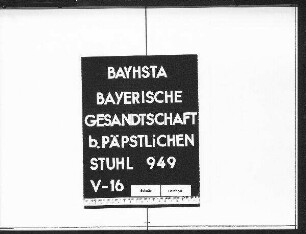 BAYHSTA
BAYERISCHE
GESANDTSCHAFT
b. PÄPSTLiCHEN
STUHL 949
V-16